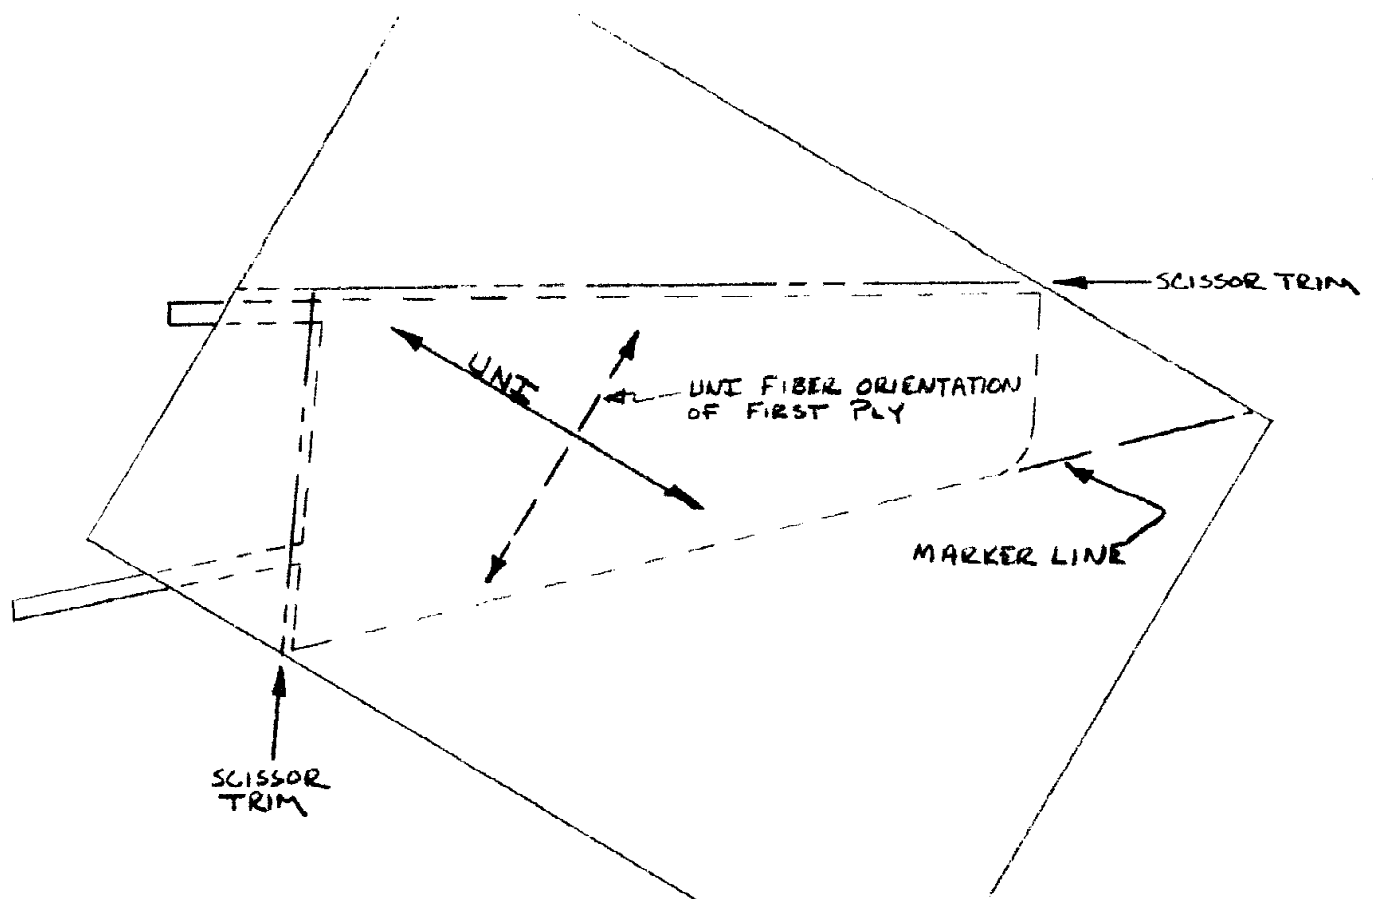 SCISSOR TRIM
UNI
UNI FIBER ORIENTATION
OF FIRST PLY
MARKER LINE
SCISSOR
TRIM